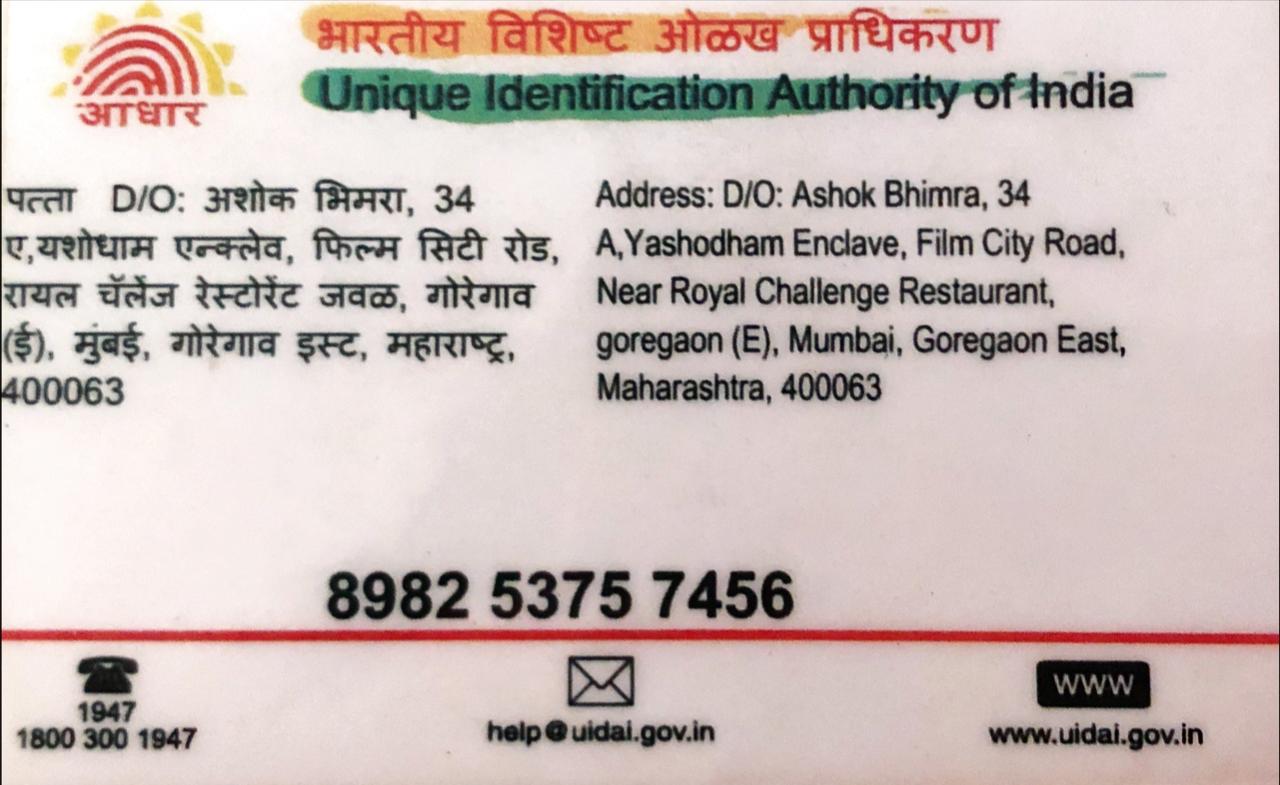 आधार
भारतीय विशिष्ट ओळख प्राधिकरण
Unique Identification Authority of India
पत्ता D/O: अशोक भिमरा, 34
ए,यशोधाम एन्क्लेव, फिल्म सिटी रोड,
रायल चॅलेंज रेस्टोरेंट जवळ, गोरेगाव
(ई), मुंबई, गोरेगाव इस्ट, महाराष्ट्र,
400063
Address: D/O: Ashok Bhimra, 34
A,Yashodham Enclave, Film City Road,
Near Royal Challenge Restaurant,
goregaon (E), Mumbai, Goregaon East,
Maharashtra, 400063
8982 5375 7456
1947
1800 300 1947
help@uidai.gov.in
WWW
www.uidai.gov.in